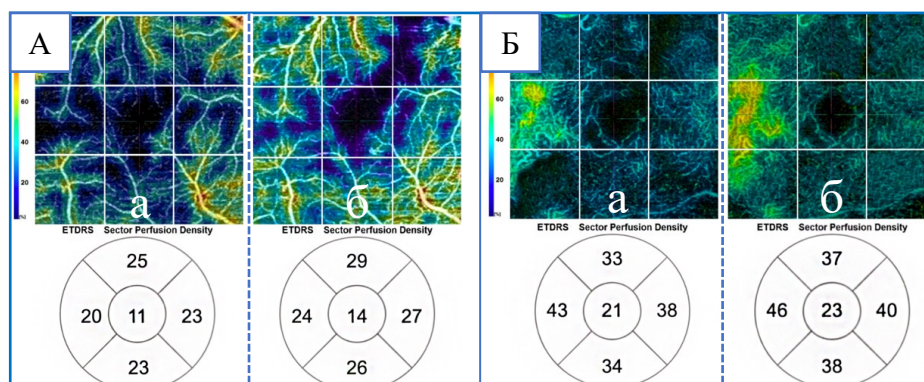 А
60
40
20
(%)
а
ETDRS Sector Perfusion Density
25
20
11
23
23
б
ETDRS Sector Perfusion Density
29
24
14
27
26
Б
60
40
20
(%)
а
ETDRS Sector Perfusion Density
33
43
21
38
34
б
ETDRS Sector Perfusion Density
37
46
23
40
38